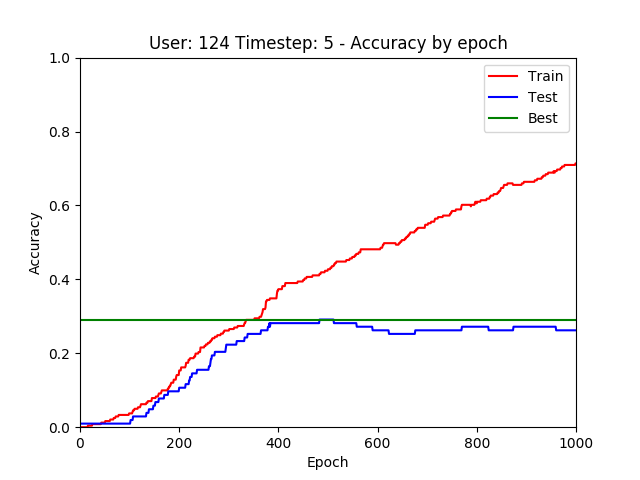 User: 124 Timestep: 5 - Accuracy by epoch
1.0
0.8
0.6
0.4
0.2
0.0
Accuracy
Train
Test
Best
0 200 400 600 800 1000
Epoch